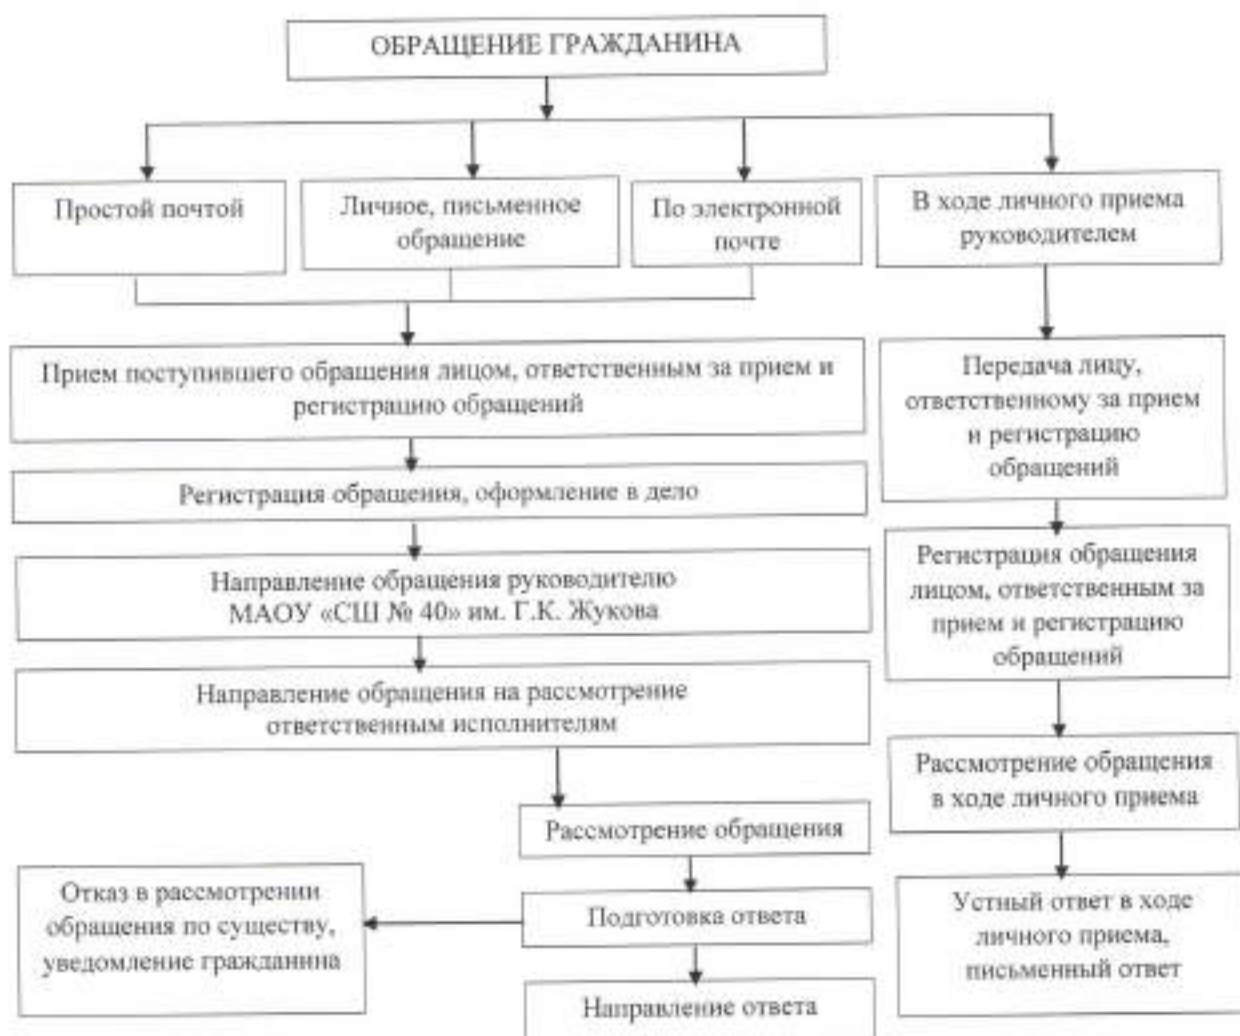 ОБРАЩЕНИЕ ГРАЖДАНИНА
Простой почтой
Личное, письменное
обращение
По электронной
почте
В ходе личного приема
руководителем
Прием поступившего обращения лицом, ответственным за прием и
регистрацию обращений
Регистрация обращения, оформление в дело
Направление обращения руководителю
МАОУ «СШ № 40» им. Г.К. Жукова
Направление обращения на рассмотрение
ответственным исполнителям
Рассмотрение обращения
Подготовка ответа
Отказ в рассмотрении
обращения по существу,
уведомление гражданина
Направление ответа
Передача лицу,
ответственному за прием
и регистрацию
обращений
Регистрация обращения
лицом, ответственным за
прием и регистрацию
обращений
Рассмотрение обращения
в ходе личного приема
Устный ответ в ходе
личного приема,
письменный ответ